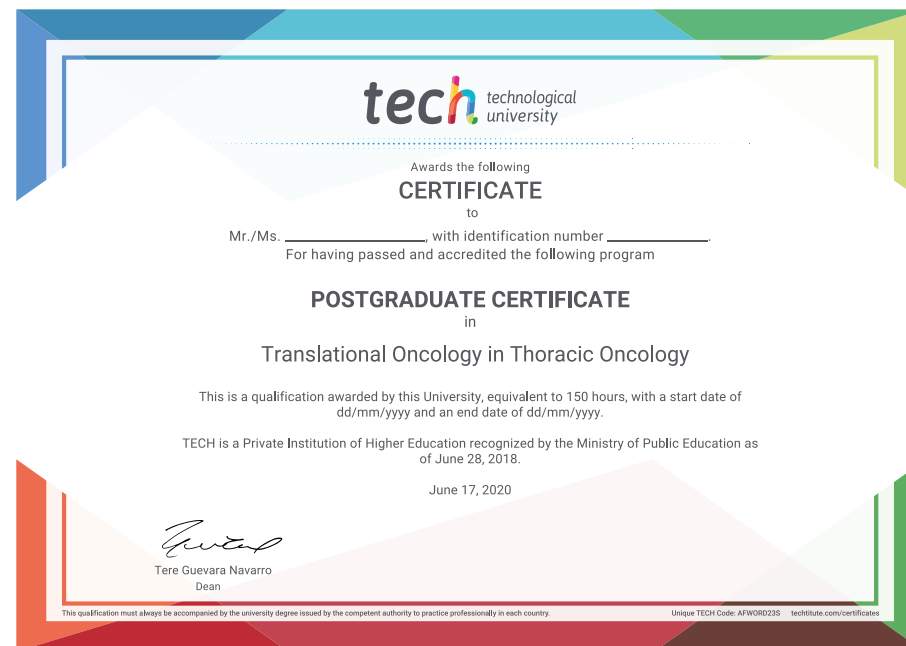 tech technological
university
Awards the following
CERTIFICATE
to
Mr./Ms. ____________________, with identification number ______________.
For having passed and accredited the following program
POSTGRADUATE CERTIFICATE
in
Translational Oncology in Thoracic Oncology
This is a qualification awarded by this University, equivalent to 150 hours, with a start date of
dd/mm/yyyy and an end date of dd/mm/yyyy.
TECH is a Private Institution of Higher Education recognized by the Ministry of Public Education as
of June 28, 2018.
June 17, 2020
Tere Guevara Navarro
Dean
This qualification must always be accompanied by the university degree issued by the competent authority to practice professionally in each country. Unique TECH Code: AFWORD23S techtitute.com/certificates